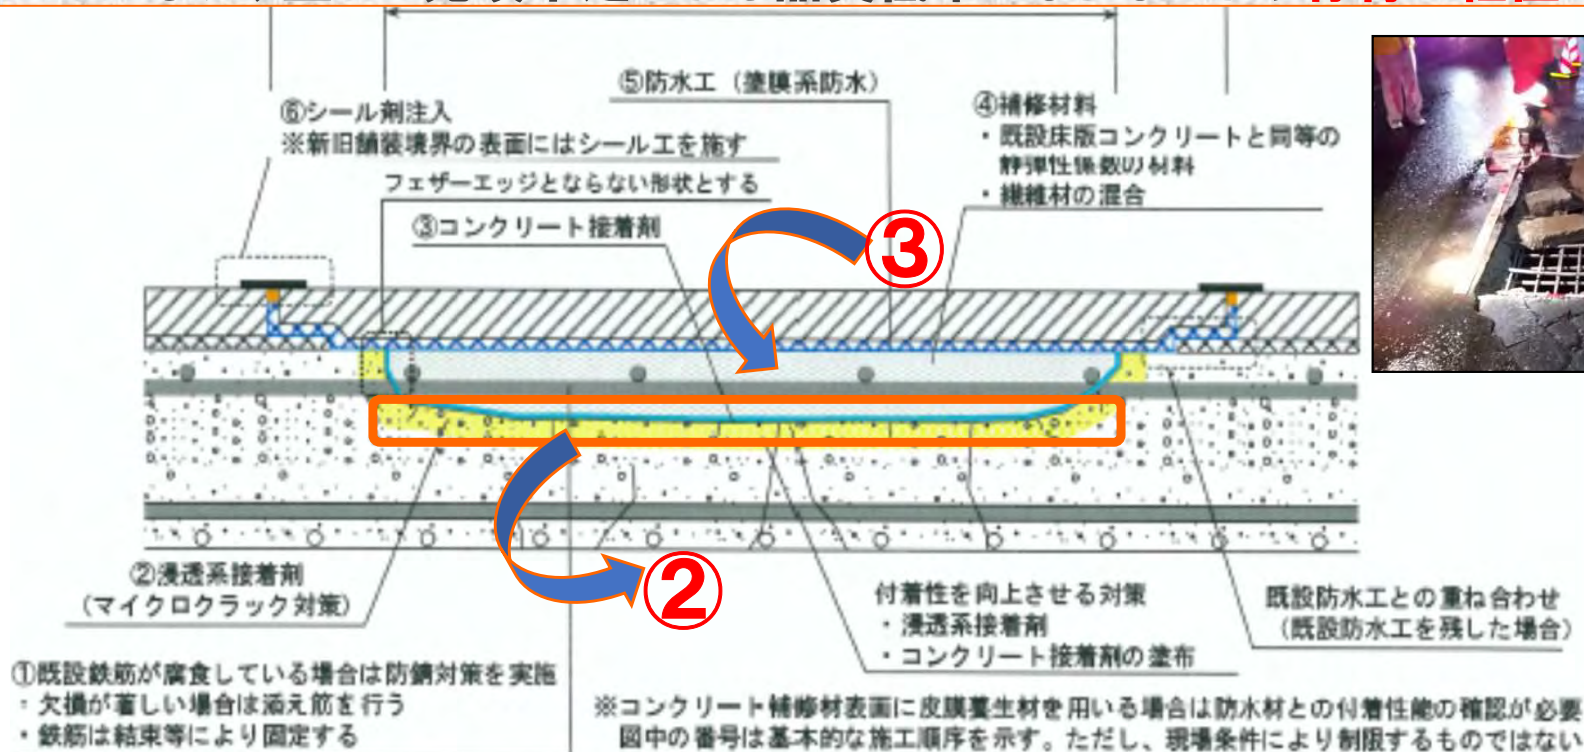 ⑤防水工（塗膜系防水）
⑥シール剤注入
※新旧舗装境界の表面にはシール工を施す
フェザーエッジとならない形状とする
③コンクリート接着剤
④補修材料
・既設床版コンクリートと同等の
静弾性係数の材料
・繊維材の混合
③
②
②浸透系接着剤
（マイクロクラック対策）
付着性を向上させる対策
・浸透系接着剤
・コンクリート接着剤の塗布
既設防水工との重ね合わせ
（既設防水工を残した場合）
①既設鉄筋が腐食している場合は防錆対策を実施
・欠損が著しい場合は添え筋を行う
・鉄筋は結束等により固定する
※コンクリート補修材表面に皮膜養生材を用いる場合は防水材との付着性能の確認が必要
図中の番号は基本的な施工順序を示す。ただし、現場条件により制限するものではない